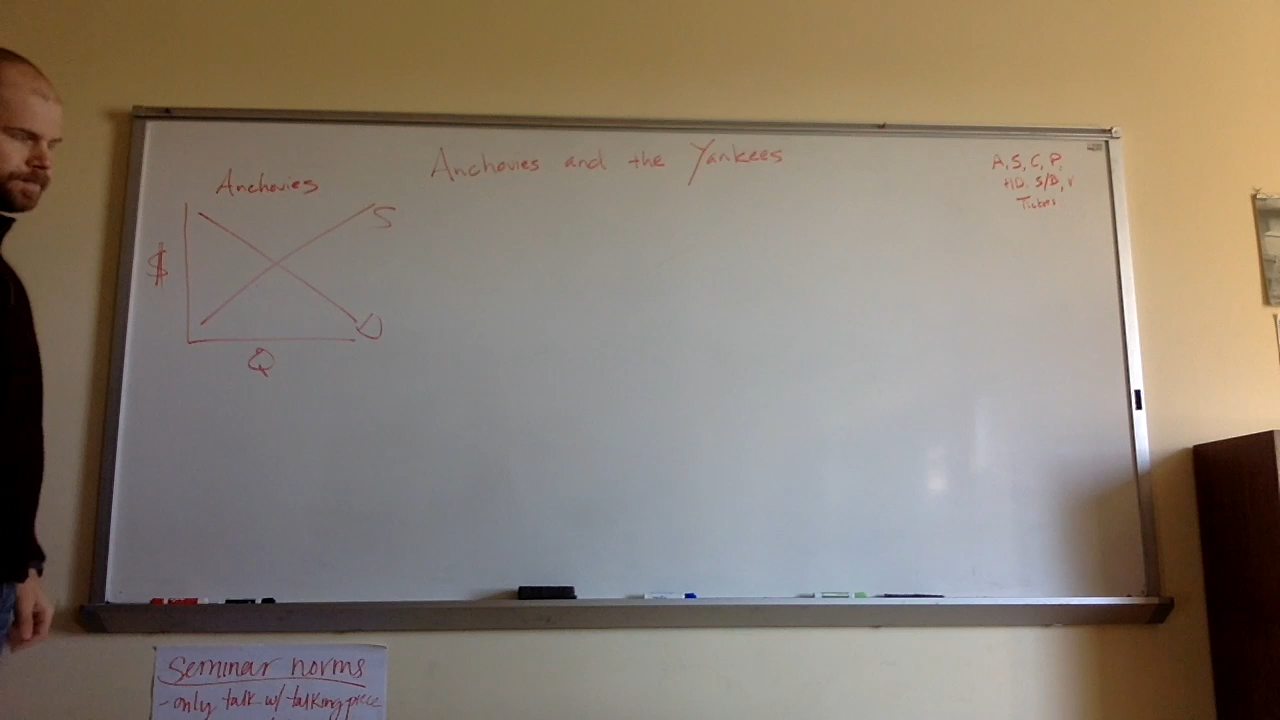 Anchovies and the Yankees
Anchovies
$
S
D
Q
A, S, C, P,
HD, S/B, r
Tickets
Seminar norms
- only talk w/ talking piece